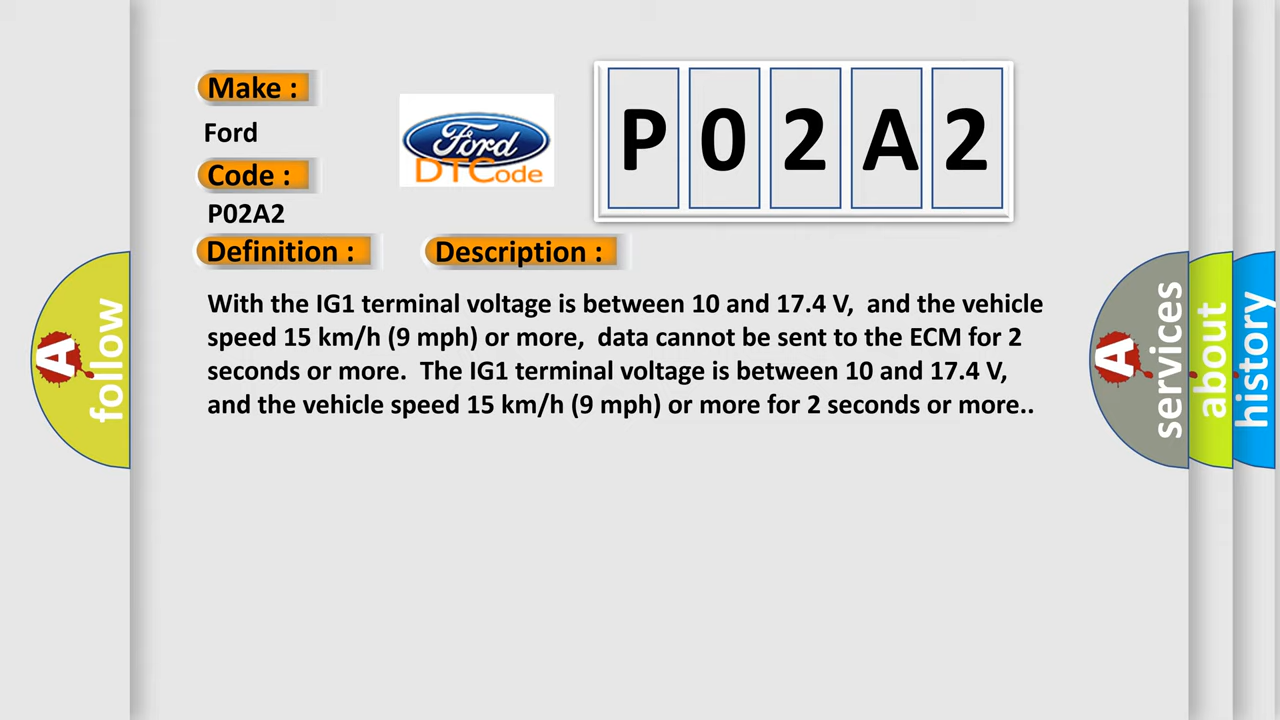 Make :
Ford
Code :
P02A2
Definition :
Description :
Ford
DTCode
P 0 2 A 2
With the IG1 terminal voltage is between 10 and 17.4 V,  and the vehicle
speed 15 km/h (9 mph) or more,  data cannot be sent to the ECM for 2
seconds or more.  The IG1 terminal voltage is between 10 and 17.4 V,
and the vehicle speed 15 km/h (9 mph) or more for 2 seconds or more..
A
follow
A
services
about
history